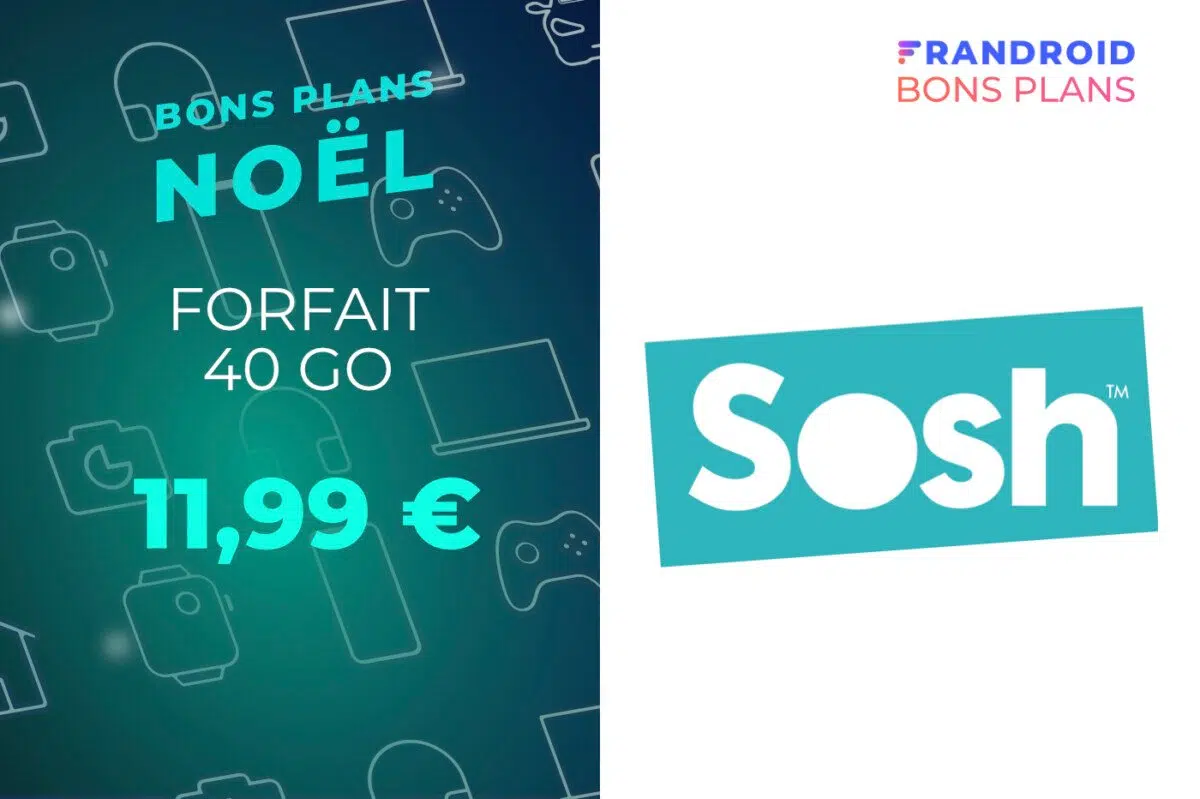 BONS PLANS
NOËL
FORFAIT
40 GO
11,99 €
FRANDROID
BONS PLANS
Sosh™